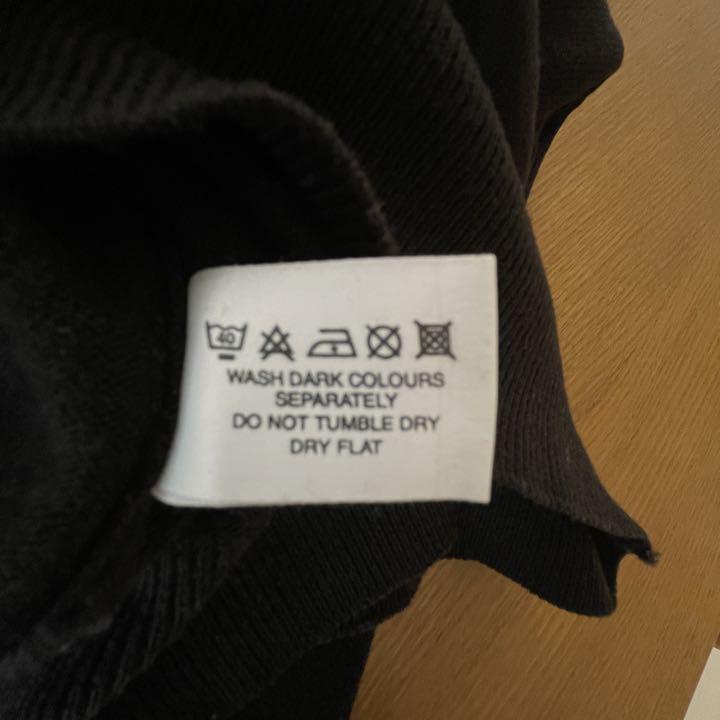 40
WASH DARK COLOURS
SEPARATELY
DO NOT TUMBLE DRY
DRY FLAT